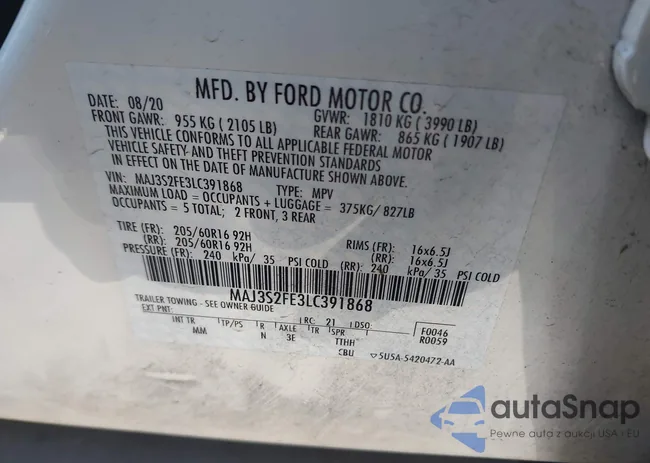 MFD. BY FORD MOTOR CO.
DATE: 08/20 GVWR: 1810 KG ( 3990 LB)
FRONT GAWR: 955 KG ( 2105 LB) REAR GAWR: 865 KG ( 1907 LB)
THIS VEHICLE CONFORMS TO ALL APPLICABLE FEDERAL MOTOR
VEHICLE SAFETY AND THEFT PREVENTION STANDARDS
IN EFFECT ON THE DATE OF MANUFACTURE SHOWN ABOVE.
VIN: MAJ3S2FE3LC391868 TYPE: MPV
MAXIMUM LOAD = OCCUPANTS + LUGGAGE = 375KG/ 827LB
OCCUPANTS = 5 TOTAL; 2 FRONT, 3 REAR
TIRE (FR): 205/60R16 92H RIMS (FR): 16x6.5J
(RR): 205/60R16 92H (RR): 16x6.5J
PRESSURE (FR): 240 kPa/ 35 PSI COLD (RR): 240 kPa/ 35 PSI COLD
MAJ3S2FE3LC391868
TRAILER TOWING - SEE OWNER GUIDE
EXT PNT: RC: 21 DSO: F0046
R0059
INT TR TP/PS R AXLE TR SPR
MM N 3E TTHH
CBU 5U5A-5420472-AA
autaSnap
Pewne auta z aukcji USA - EU